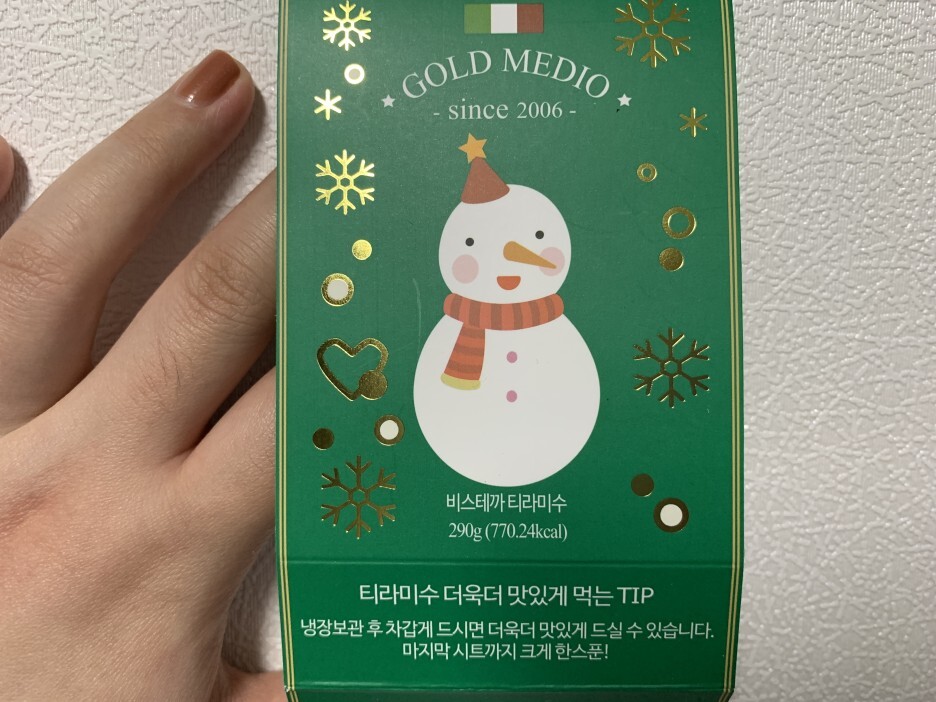 GOLD MEDIO
- since 2006 -
비스테까 티라미수
290g (770.24kcal)
티라미수 더욱더 맛있게 먹는 TIP
냉장보관 후 차갑게 드시면 더욱더 맛있게 드실 수 있습니다.
마지막 시트까지 크게 한스푼!